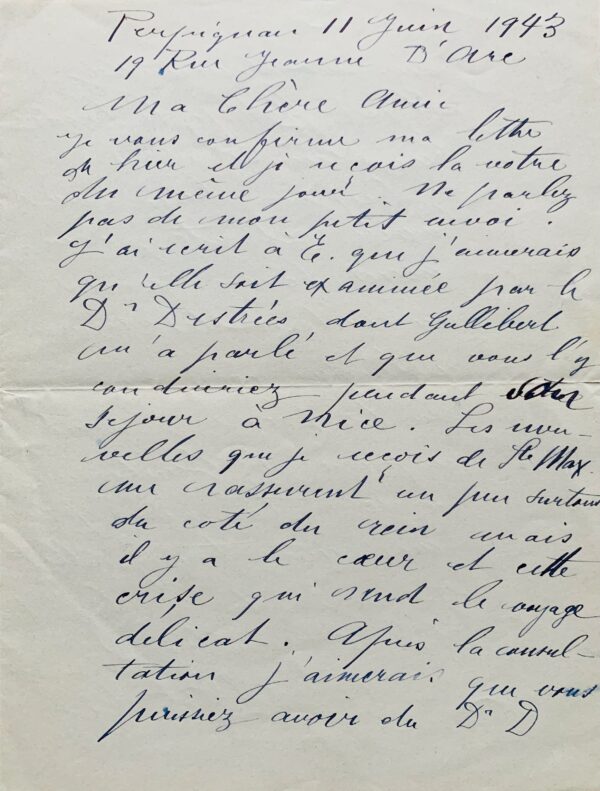 Perpignan 11 Juin 1943
19 Rue Jeanne D'Arc
Ma Chère Amie
je vous confirme ma lettre
du hier et je reçois la votre
du même jour. Ne parlez
pas de mon petit envoi.
J'ai écrit à E. que j'aimerais
qu'elle soit examinée par le
Dr Destrées, dont Gallibert
m'a parlé et que vous l'y
conduiriez pendant votre
séjour à Nice. Les nou-
velles que je reçois de Ste Max.
me rassurent un peu surtout
du coté du rein mais
il y a le cœur et cette
crise qui rend le voyage
délicat. Après la consul-
tation j'aimerais que vous
puissiez avoir du Dr D